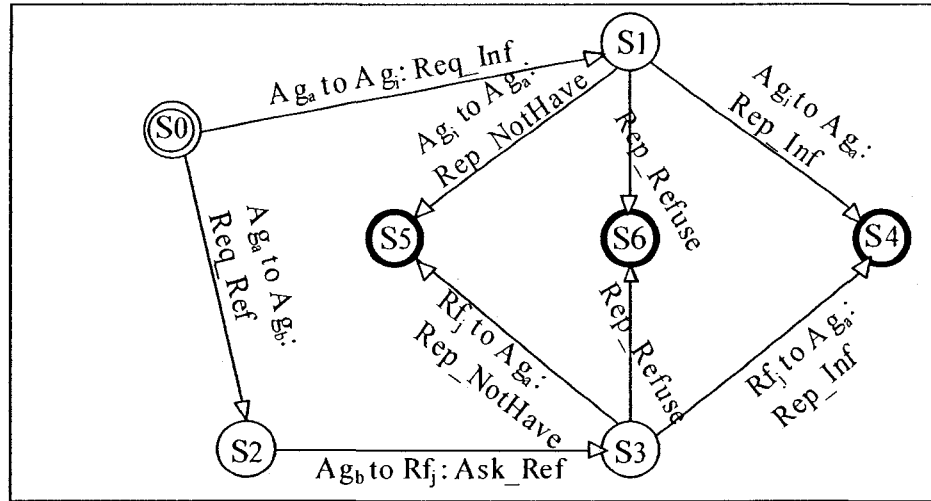 S1
Ag_a to Ag_i: Req_Inf
S0
Ag_i to Ag_a:
Rep_NotHave
Rep_Refuse
Ag_i to Ag_a:
Rep_Inf
Ag_a to Ag_b:
Req_Ref
S5
S6
S4
Rf_j to Ag_a:
Rep_NotHave
Rep_Refuse
Rf_j to Ag_a:
Rep_Inf
S2
S3
Ag_b to Rf_j: Ask_Ref